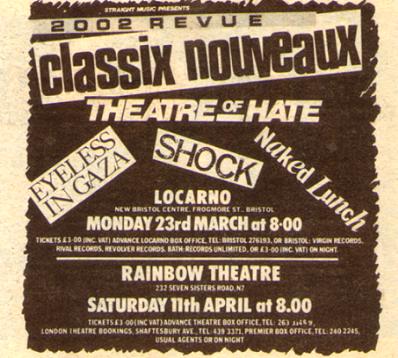 STRAIGHT MUSIC PRESENTS
2002 REVUE
classix nouveaux
THEATRE OF HATE
EYELESS IN GAZA
SHOCK
Naked Lunch
LOCARNO
NEW BRISTOL CENTRE, FROGMORE ST., BRISTOL
MONDAY 23rd MARCH at 8·00
TICKETS £3·00 (INC. VAT) ADVANCE LOCARNO BOX OFFICE, TEL: BRISTOL 276193, OR BRISTOL: VIRGIN RECORDS,
RIVAL RECORDS, REVOLVER RECORDS. BATH: RECORDS UNLIMITED, OR £3·00 (INC. VAT) ON NIGHT.
RAINBOW THEATRE
232 SEVEN SISTERS ROAD, N7
SATURDAY 11th APRIL at 8.00
TICKETS £3·00 (INC VAT) ADVANCE THEATRE BOX OFFICE, TEL: 263
LONDON THEATRE BOOKINGS, SHAFTESBURY AVE., TEL: 439 3371, PREMIER BOX OFFICE, TEL: 240 2245,
USUAL AGENTS OR ON NIGHT